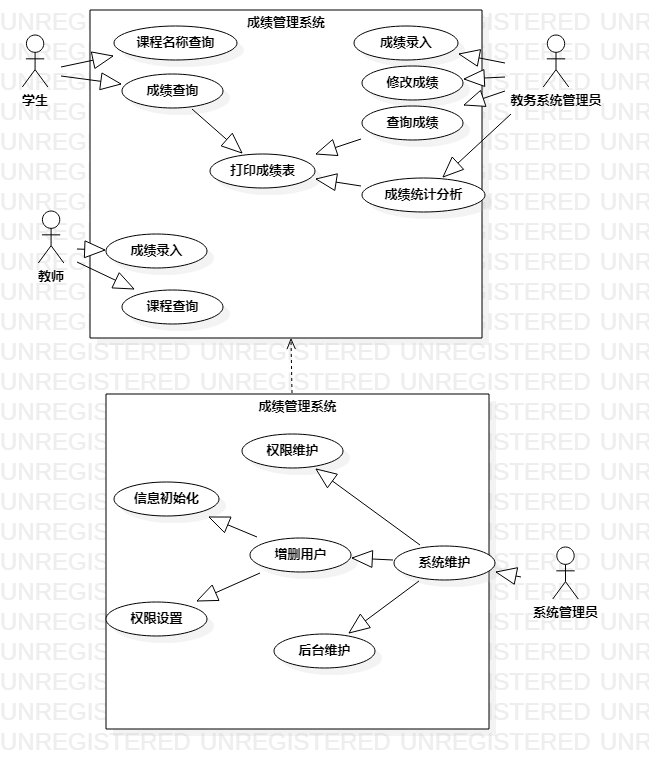 成绩管理系统
课程名称查询
成绩录入
学生
成绩查询
修改成绩
教务系统管理员
查询成绩
打印成绩表
成绩统计分析
成绩录入
教师
课程查询
成绩管理系统
权限维护
信息初始化
增删用户
系统维护
权限设置
系统管理员
后台维护
UNREGISTERED UNREGISTERED UNREGISTERED UNR